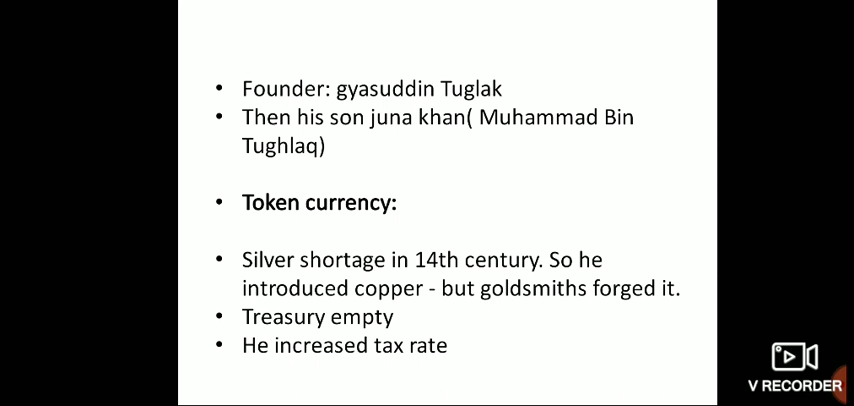 • Founder: gyasuddin Tuglak
• Then his son juna khan( Muhammad Bin
Tughlaq)
• Token currency:
• Silver shortage in 14th century. So he
introduced copper - but goldsmiths forged it.
• Treasury empty
• He increased tax rate
V RECORDER